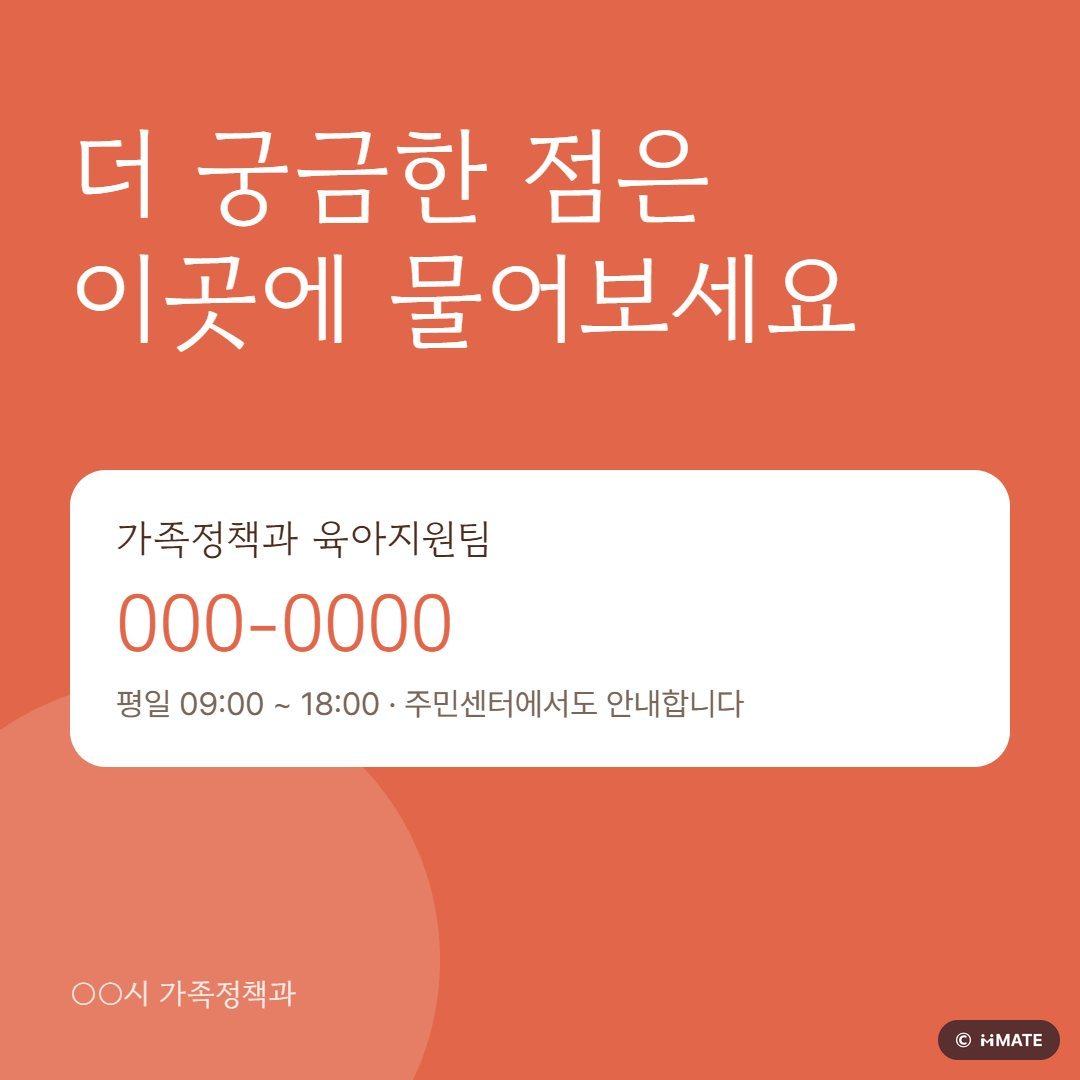 더 궁금한 점은
이곳에 물어보세요
가족정책과 육아지원팀
000-0000
평일 09:00 ~ 18:00 · 주민센터에서도 안내합니다
○○시 가족정책과
© MMATE